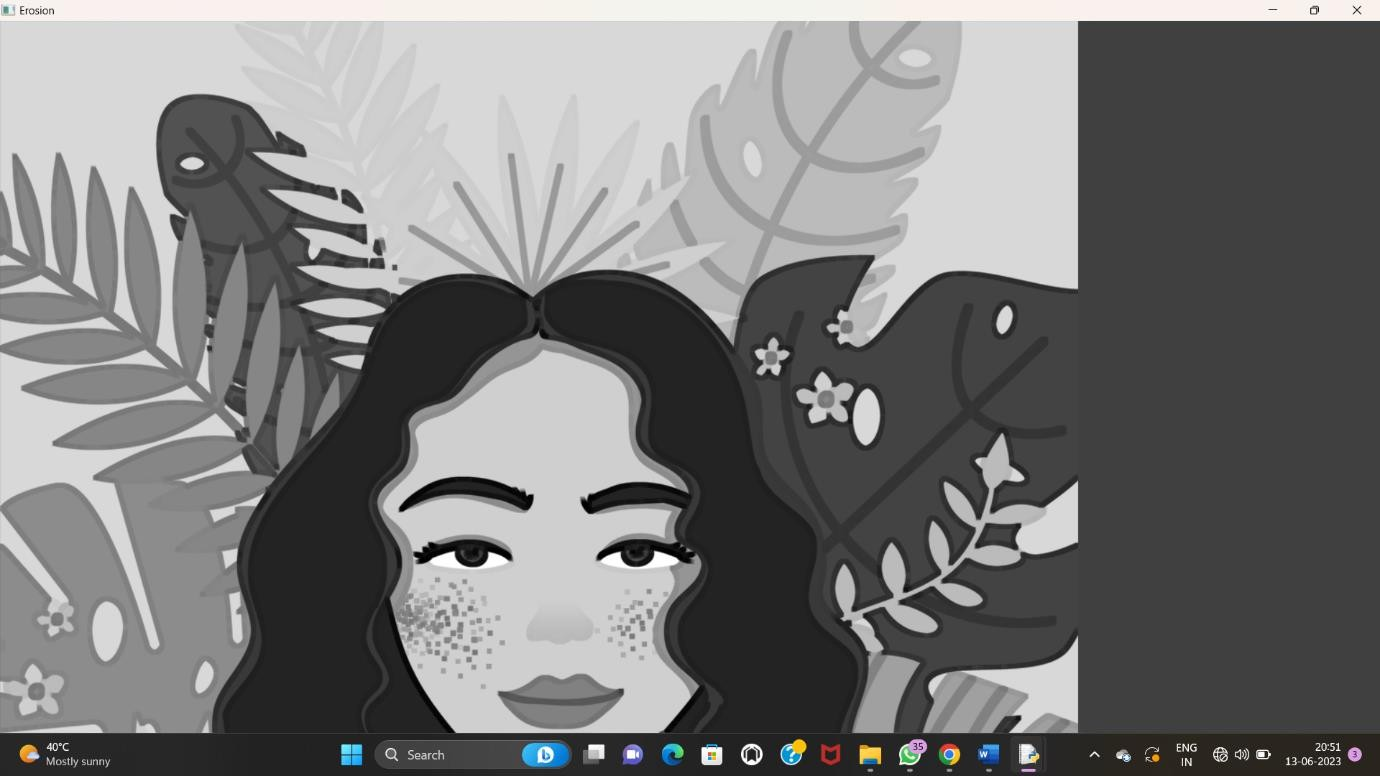 Erosion
40°C
Mostly sunny
Search
35
ENG
IN
20:51
13-06-2023
3